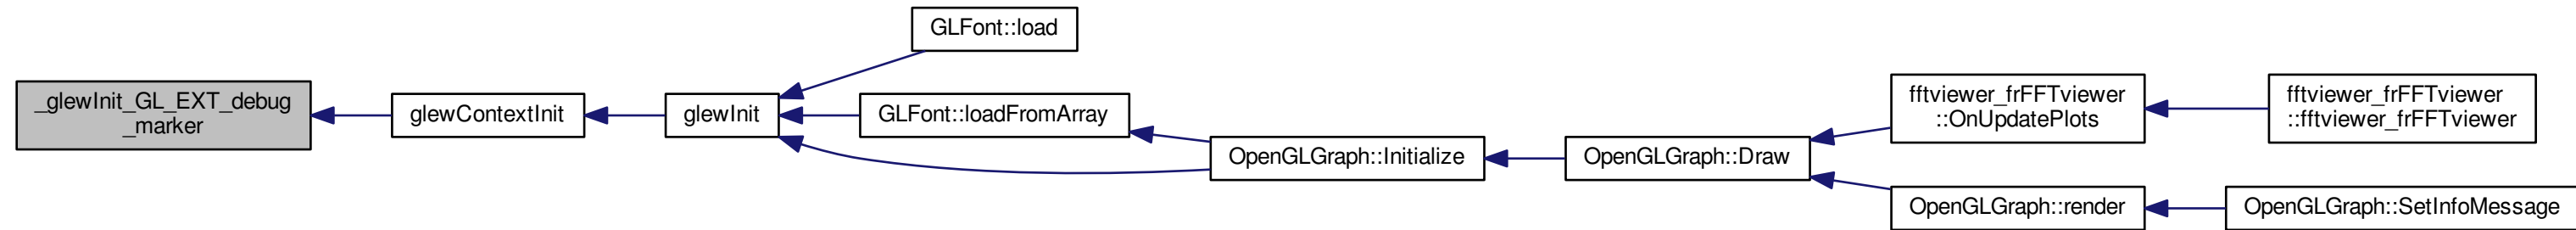 _glewInit_GL_EXT_debug
_marker
glewContextInit
glewInit
GLFont::load
GLFont::loadFromArray
OpenGLGraph::Initialize
OpenGLGraph::Draw
fftviewer_frFFTviewer
::OnUpdatePlots
fftviewer_frFFTviewer
::fftviewer_frFFTviewer
OpenGLGraph::render
OpenGLGraph::SetInfoMessage